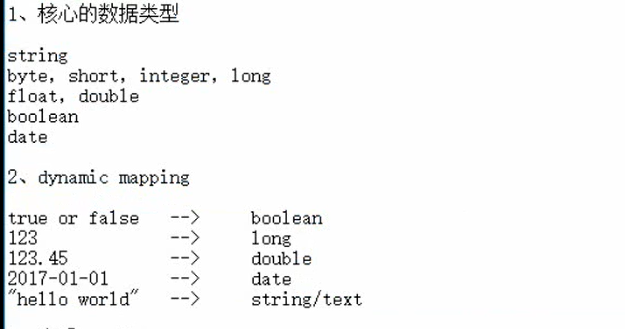 1、核心的数据类型
string
byte, short, integer, long
float, double
boolean
date
2、dynamic mapping
true or false --> boolean
123 --> long
123.45 --> double
2017-01-01 --> date
"hello world" --> string/text